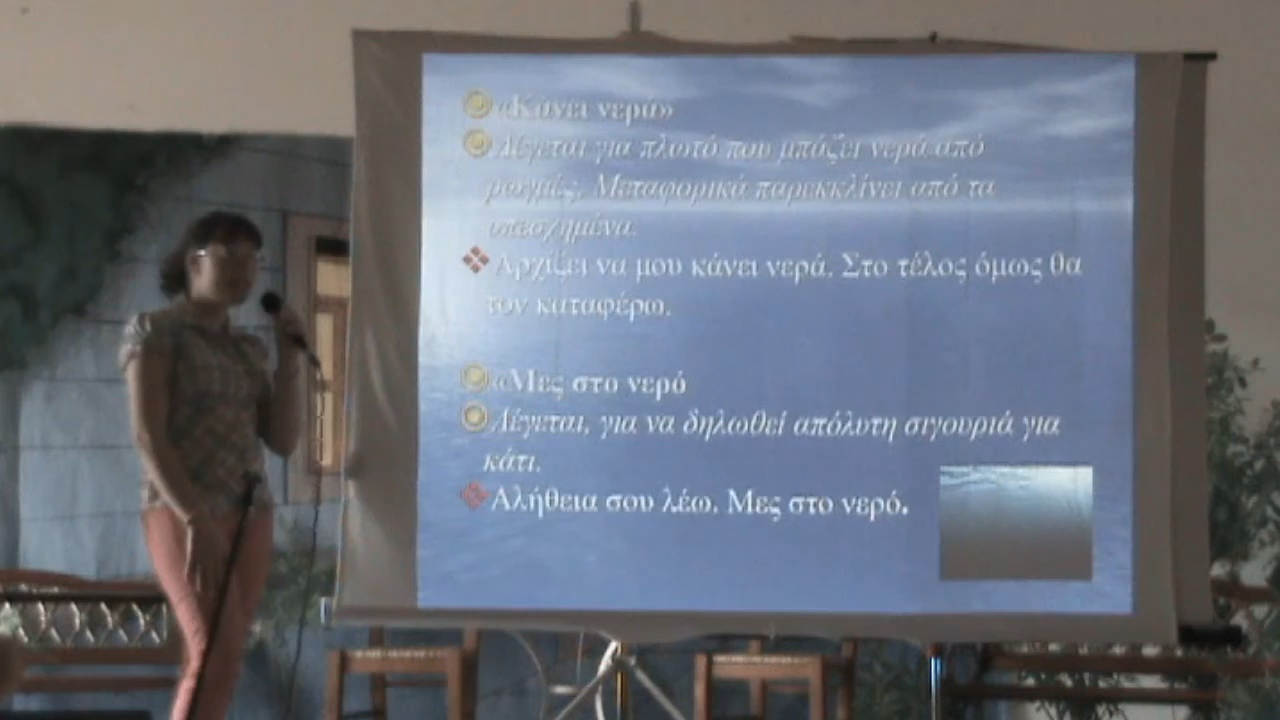 «Κάνει νερά»
Λέγεται για πλωτό που μπάζει νερά από
ρωγμές. Μεταφορικά παρεκκλίνει από τα
υπεσχημένα.
Αρχίζει να μου κάνει νερά. Στο τέλος όμως θα
τον καταφέρω.
«Μες στο νερό
Λέγεται, για να δηλωθεί απόλυτη σιγουριά για
κάτι.
Αλήθεια σου λέω. Μες στο νερό.